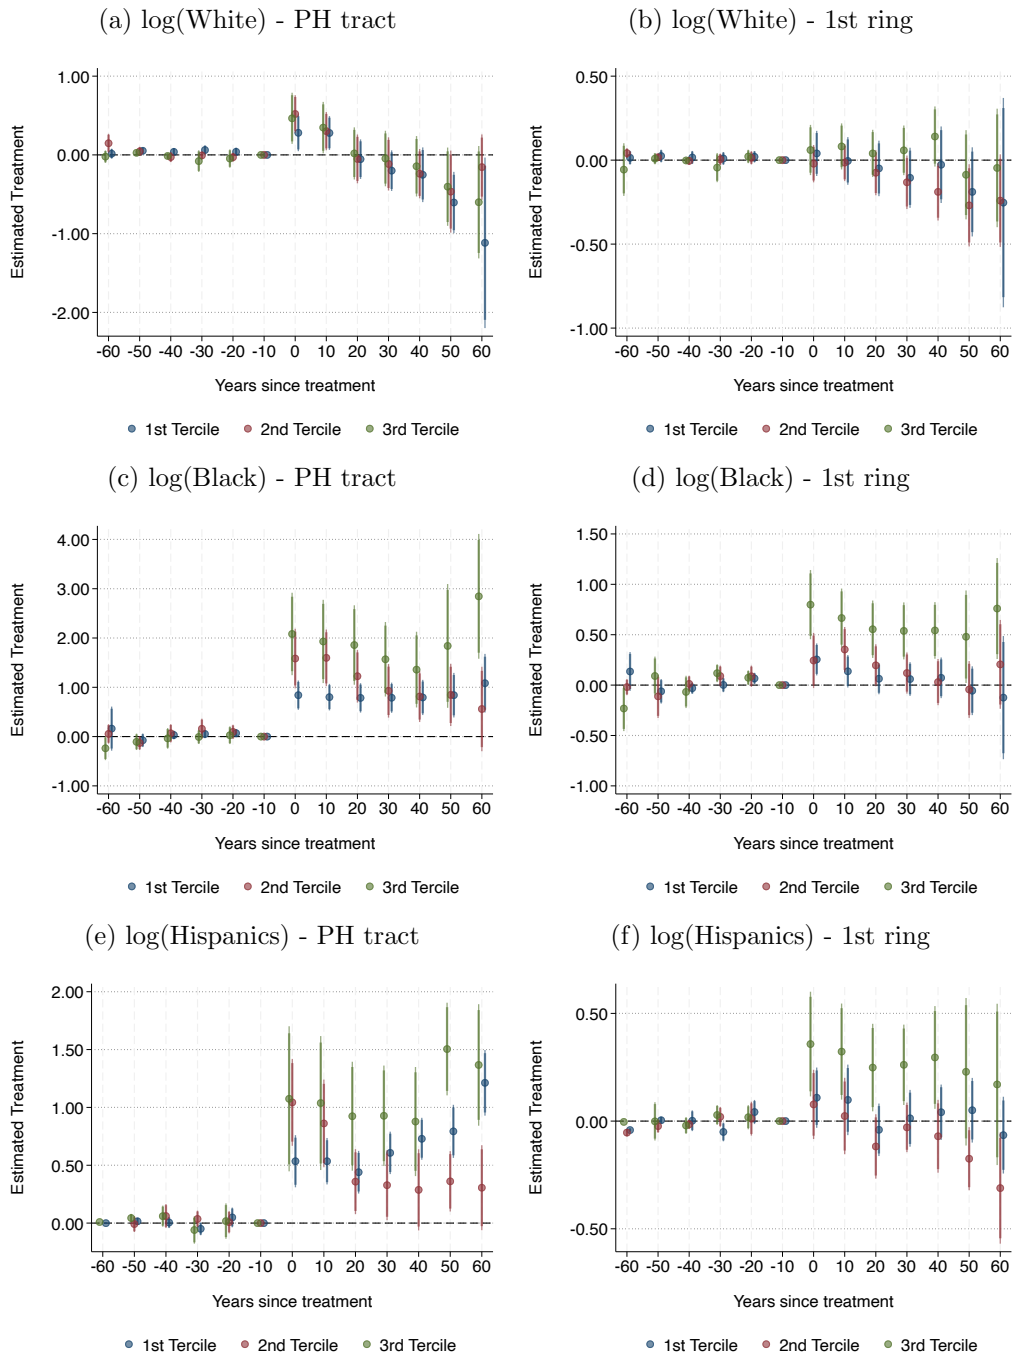 (a) log(White) - PH tract
1.00
0.00
-1.00
-2.00
Estimated Treatment
-60 -50 -40 -30 -20 -10 0 10 20 30 40 50 60
Years since treatment
1st Tercile 2nd Tercile 3rd Tercile
(b) log(White) - 1st ring
0.50
0.00
-0.50
-1.00
Estimated Treatment
-60 -50 -40 -30 -20 -10 0 10 20 30 40 50 60
Years since treatment
1st Tercile 2nd Tercile 3rd Tercile
(c) log(Black) - PH tract
4.00
3.00
2.00
1.00
0.00
-1.00
Estimated Treatment
-60 -50 -40 -30 -20 -10 0 10 20 30 40 50 60
Years since treatment
1st Tercile 2nd Tercile 3rd Tercile
(d) log(Black) - 1st ring
1.50
1.00
0.50
0.00
-0.50
-1.00
Estimated Treatment
-60 -50 -40 -30 -20 -10 0 10 20 30 40 50 60
Years since treatment
1st Tercile 2nd Tercile 3rd Tercile
(e) log(Hispanics) - PH tract
2.00
1.50
1.00
0.50
0.00
Estimated Treatment
-60 -50 -40 -30 -20 -10 0 10 20 30 40 50 60
Years since treatment
1st Tercile 2nd Tercile 3rd Tercile
(f) log(Hispanics) - 1st ring
0.50
0.00
-0.50
Estimated Treatment
-60 -50 -40 -30 -20 -10 0 10 20 30 40 50 60
Years since treatment
1st Tercile 2nd Tercile 3rd Tercile